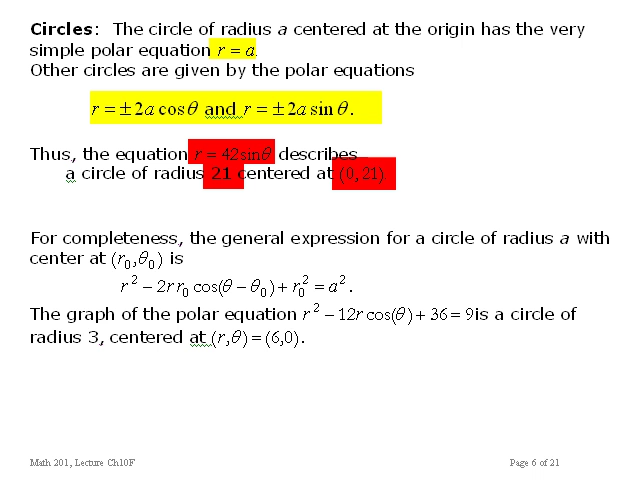 Circles: The circle of radius a centered at the origin has the very
simple polar equation r = a.
Other circles are given by the polar equations
r = ± 2a cos θ and r = ± 2a sin θ.
Thus, the equation r = 42sinθ describes
a circle of radius 21 centered at (0, 21).
For completeness, the general expression for a circle of radius a with
center at (r₀,θ₀) is
r² − 2r r₀ cos(θ − θ₀) + r₀² = a².
The graph of the polar equation r² − 12r cos(θ) + 36 = 9 is a circle of
radius 3, centered at (r,θ) = (6,0).
Math 201, Lecture Ch10F Page 6 of 21